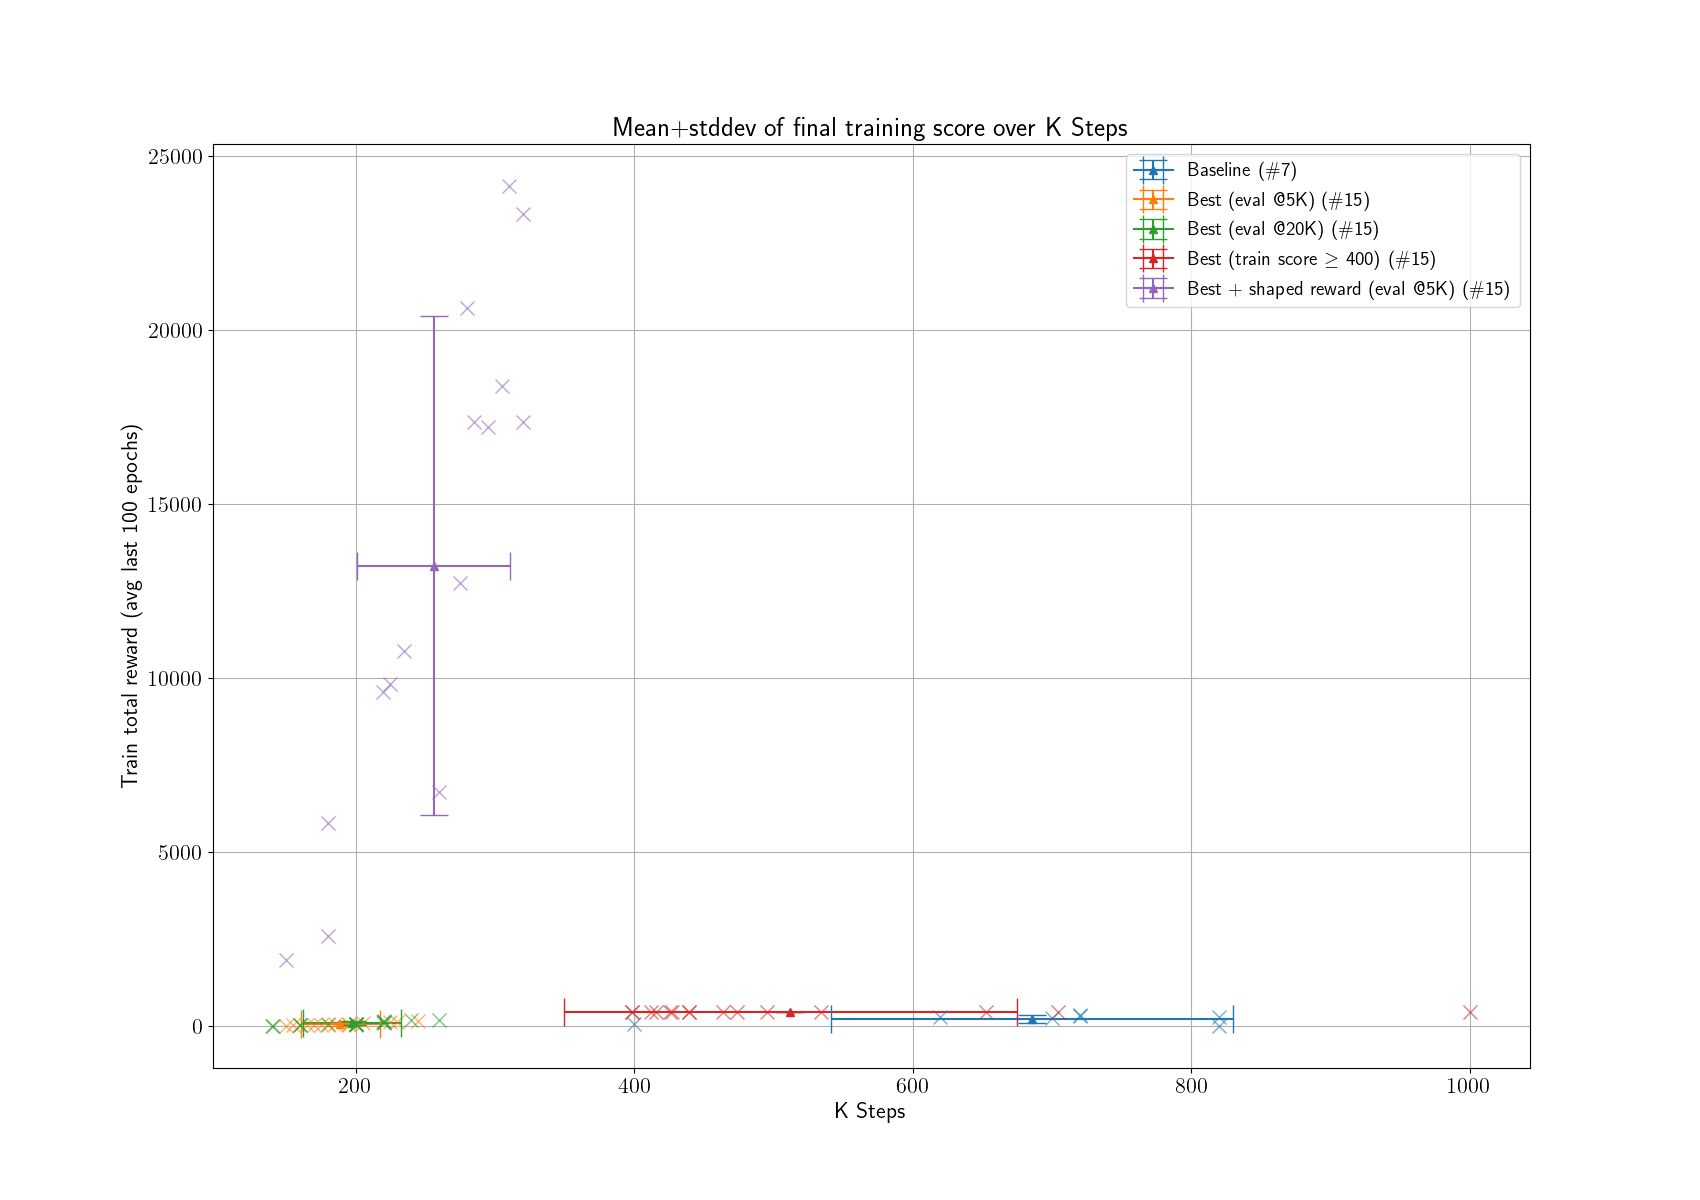 Mean+stddev of final training score over K Steps
25000
20000
15000
10000
5000
0
Train total reward (avg last 100 epochs)
Baseline (#7)
Best (eval @5K) (#15)
Best (eval @20K) (#15)
Best (train score ≥ 400) (#15)
Best + shaped reward (eval @5K) (#15)
200 400 600 800 1000
K Steps